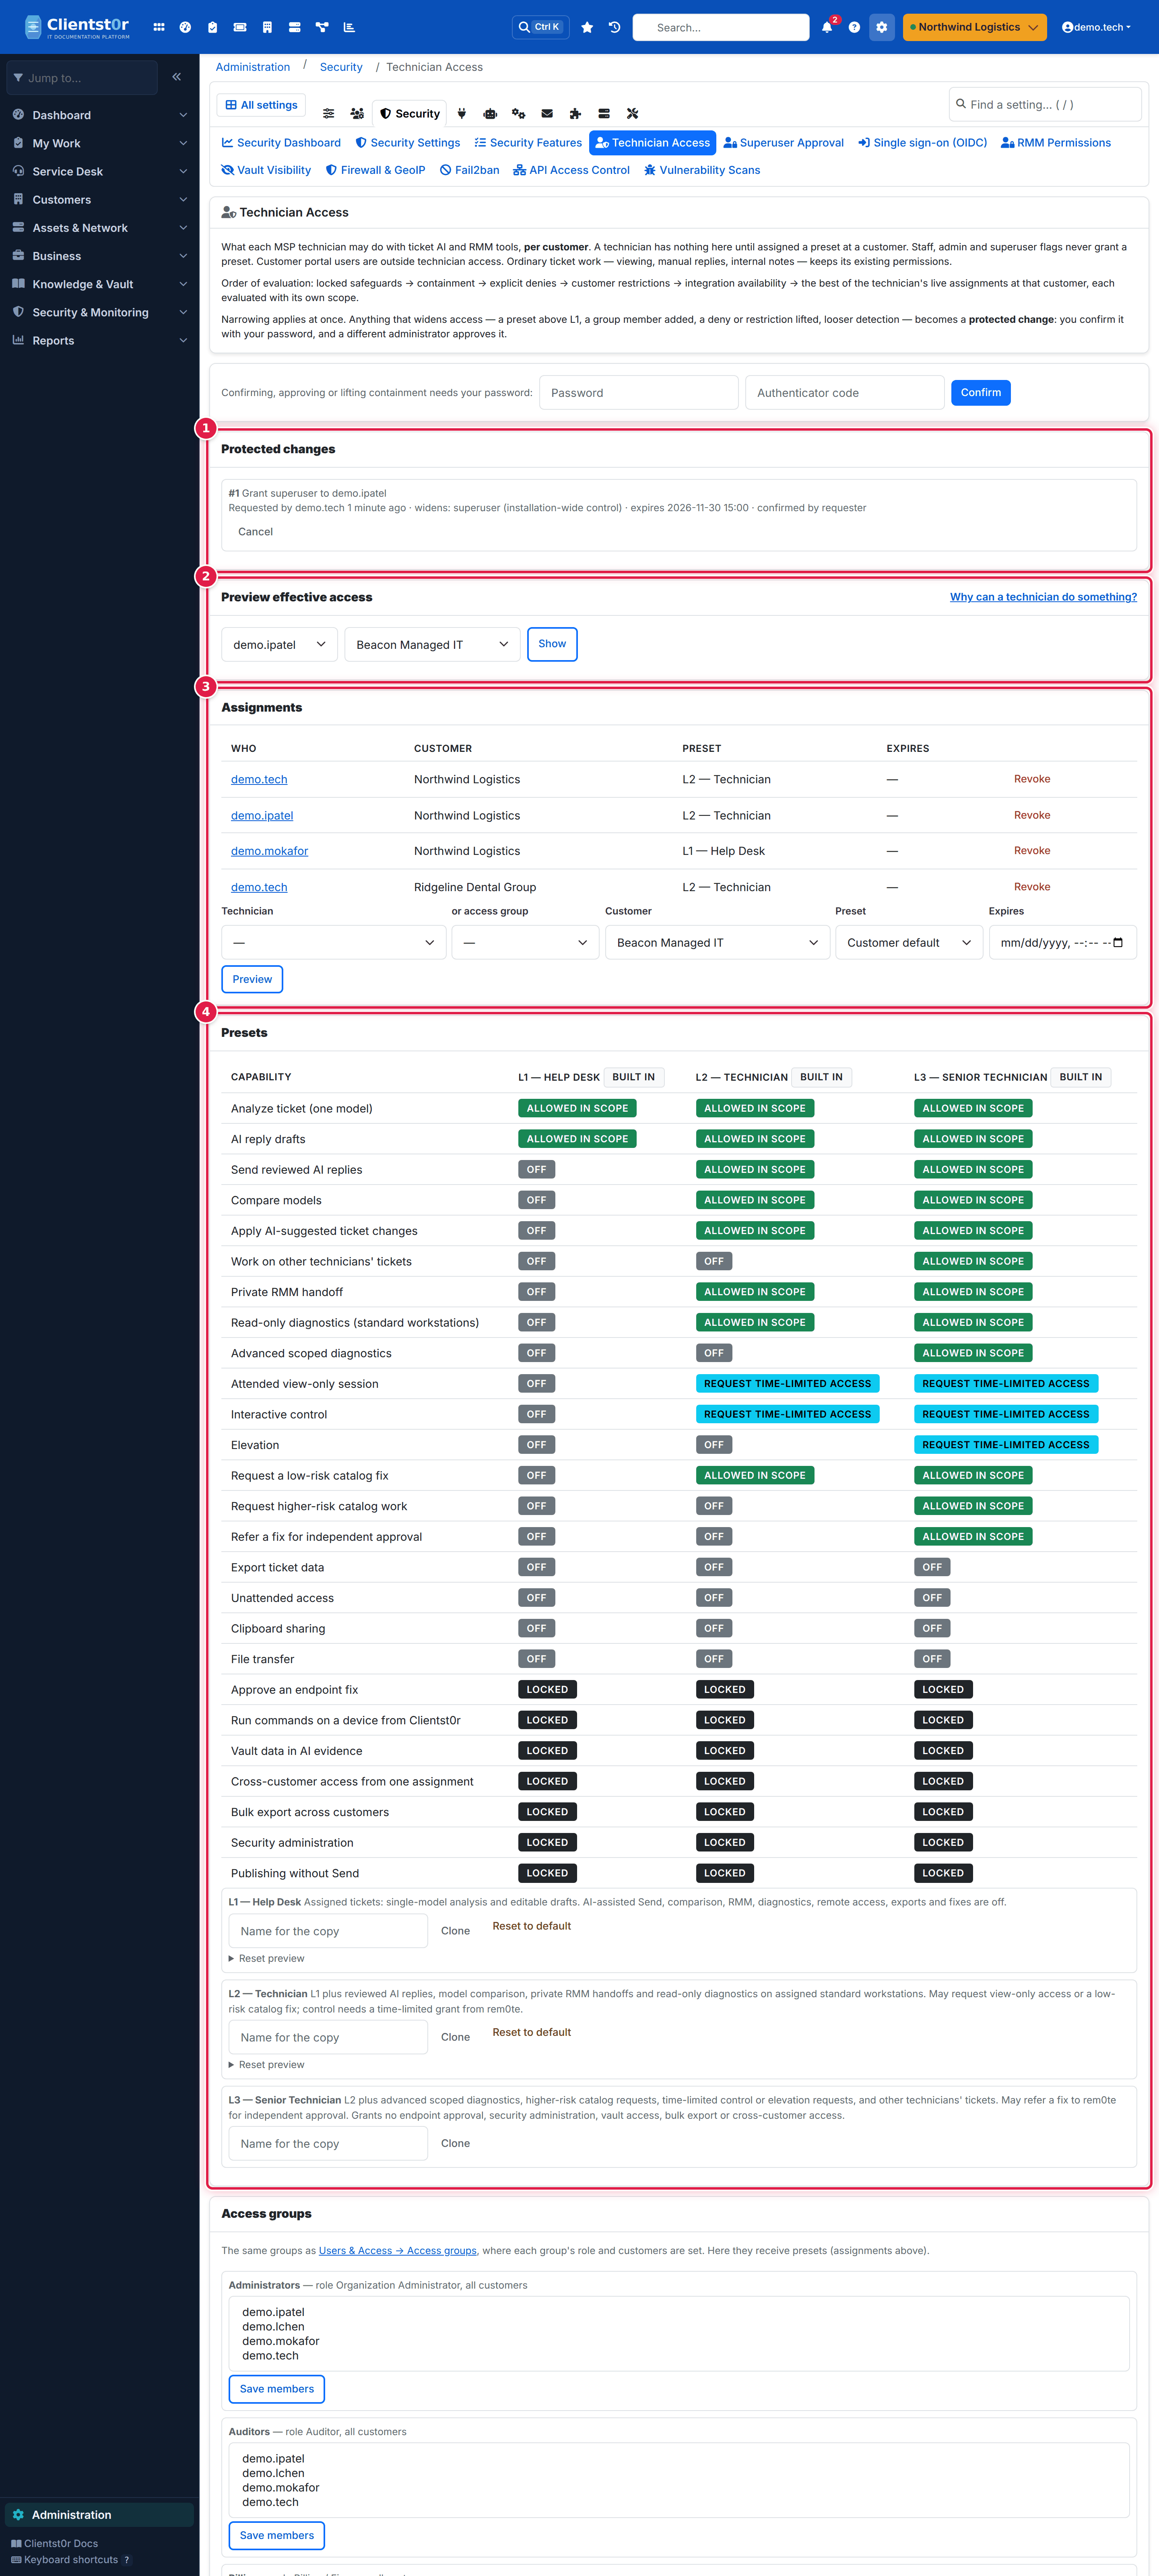 Clientst0r
IT DOCUMENTATION PLATFORM
Ctrl K
Search...
2
Northwind Logistics
demo.tech
Jump to...
Dashboard
My Work
Service Desk
Customers
Assets & Network
Business
Knowledge & Vault
Security & Monitoring
Reports
Administration
Clientst0r Docs
Keyboard shortcuts ?
Administration / Security / Technician Access
All settings
Security
Find a setting... ( / )
Security Dashboard
Security Settings
Security Features
Technician Access
Superuser Approval
Single sign-on (OIDC)
RMM Permissions
Vault Visibility
Firewall & GeoIP
Fail2ban
API Access Control
Vulnerability Scans
Technician Access
What each MSP technician may do with ticket AI and RMM tools, per customer. A technician has nothing here until assigned a preset at a customer. Staff, admin and superuser flags never grant a
preset. Customer portal users are outside technician access. Ordinary ticket work — viewing, manual replies, internal notes — keeps its existing permissions.
Order of evaluation: locked safeguards → containment → explicit denies → customer restrictions → integration availability → the best of the technician's live assignments at that customer, each
evaluated with its own scope.
Narrowing applies at once. Anything that widens access — a preset above L1, a group member added, a deny or restriction lifted, looser detection — becomes a protected change: you confirm it
with your password, and a different administrator approves it.
Confirming, approving or lifting containment needs your password:
Password
Authenticator code
Confirm
1
Protected changes
#1 Grant superuser to demo.ipatel
Requested by demo.tech 1 minute ago · widens: superuser (installation-wide control) · expires 2026-11-30 15:00 · confirmed by requester
Cancel
2
Preview effective access
Why can a technician do something?
demo.ipatel
Beacon Managed IT
Show
3
Assignments
WHO CUSTOMER PRESET EXPIRES
demo.tech Northwind Logistics L2 — Technician — Revoke
demo.ipatel Northwind Logistics L2 — Technician — Revoke
demo.mokafor Northwind Logistics L1 — Help Desk — Revoke
demo.tech Ridgeline Dental Group L2 — Technician — Revoke
Technician or access group Customer Preset Expires
— — Beacon Managed IT Customer default mm/dd/yyyy, --:-- --
Preview
4
Presets
CAPABILITY L1 — HELP DESK BUILT IN L2 — TECHNICIAN BUILT IN L3 — SENIOR TECHNICIAN BUILT IN
Analyze ticket (one model) ALLOWED IN SCOPE ALLOWED IN SCOPE ALLOWED IN SCOPE
AI reply drafts ALLOWED IN SCOPE ALLOWED IN SCOPE ALLOWED IN SCOPE
Send reviewed AI replies OFF ALLOWED IN SCOPE ALLOWED IN SCOPE
Compare models OFF ALLOWED IN SCOPE ALLOWED IN SCOPE
Apply AI-suggested ticket changes OFF ALLOWED IN SCOPE ALLOWED IN SCOPE
Work on other technicians' tickets OFF OFF ALLOWED IN SCOPE
Private RMM handoff OFF ALLOWED IN SCOPE ALLOWED IN SCOPE
Read-only diagnostics (standard workstations) OFF ALLOWED IN SCOPE ALLOWED IN SCOPE
Advanced scoped diagnostics OFF OFF ALLOWED IN SCOPE
Attended view-only session OFF REQUEST TIME-LIMITED ACCESS REQUEST TIME-LIMITED ACCESS
Interactive control OFF REQUEST TIME-LIMITED ACCESS REQUEST TIME-LIMITED ACCESS
Elevation OFF OFF REQUEST TIME-LIMITED ACCESS
Request a low-risk catalog fix OFF ALLOWED IN SCOPE ALLOWED IN SCOPE
Request higher-risk catalog work OFF OFF ALLOWED IN SCOPE
Refer a fix for independent approval OFF OFF ALLOWED IN SCOPE
Export ticket data OFF OFF OFF
Unattended access OFF OFF OFF
Clipboard sharing OFF OFF OFF
File transfer OFF OFF OFF
Approve an endpoint fix LOCKED LOCKED LOCKED
Run commands on a device from Clientst0r LOCKED LOCKED LOCKED
Vault data in AI evidence LOCKED LOCKED LOCKED
Cross-customer access from one assignment LOCKED LOCKED LOCKED
Bulk export across customers LOCKED LOCKED LOCKED
Security administration LOCKED LOCKED LOCKED
Publishing without Send LOCKED LOCKED LOCKED
L1 — Help Desk Assigned tickets: single-model analysis and editable drafts. AI-assisted Send, comparison, RMM, diagnostics, remote access, exports and fixes are off.
Name for the copy Clone Reset to default
Reset preview
L2 — Technician L1 plus reviewed AI replies, model comparison, private RMM handoffs and read-only diagnostics on assigned standard workstations. May request view-only access or a low-
risk catalog fix; control needs a time-limited grant from rem0te.
Name for the copy Clone Reset to default
Reset preview
L3 — Senior Technician L2 plus advanced scoped diagnostics, higher-risk catalog requests, time-limited control or elevation requests, and other technicians' tickets. May refer a fix to rem0te
for independent approval. Grants no endpoint approval, security administration, vault access, bulk export or cross-customer access.
Name for the copy Clone
Access groups
The same groups as Users & Access → Access groups, where each group's role and customers are set. Here they receive presets (assignments above).
Administrators — role Organization Administrator, all customers
demo.ipatel
demo.lchen
demo.mokafor
demo.tech
Save members
Auditors — role Auditor, all customers
demo.ipatel
demo.lchen
demo.mokafor
demo.tech
Save members